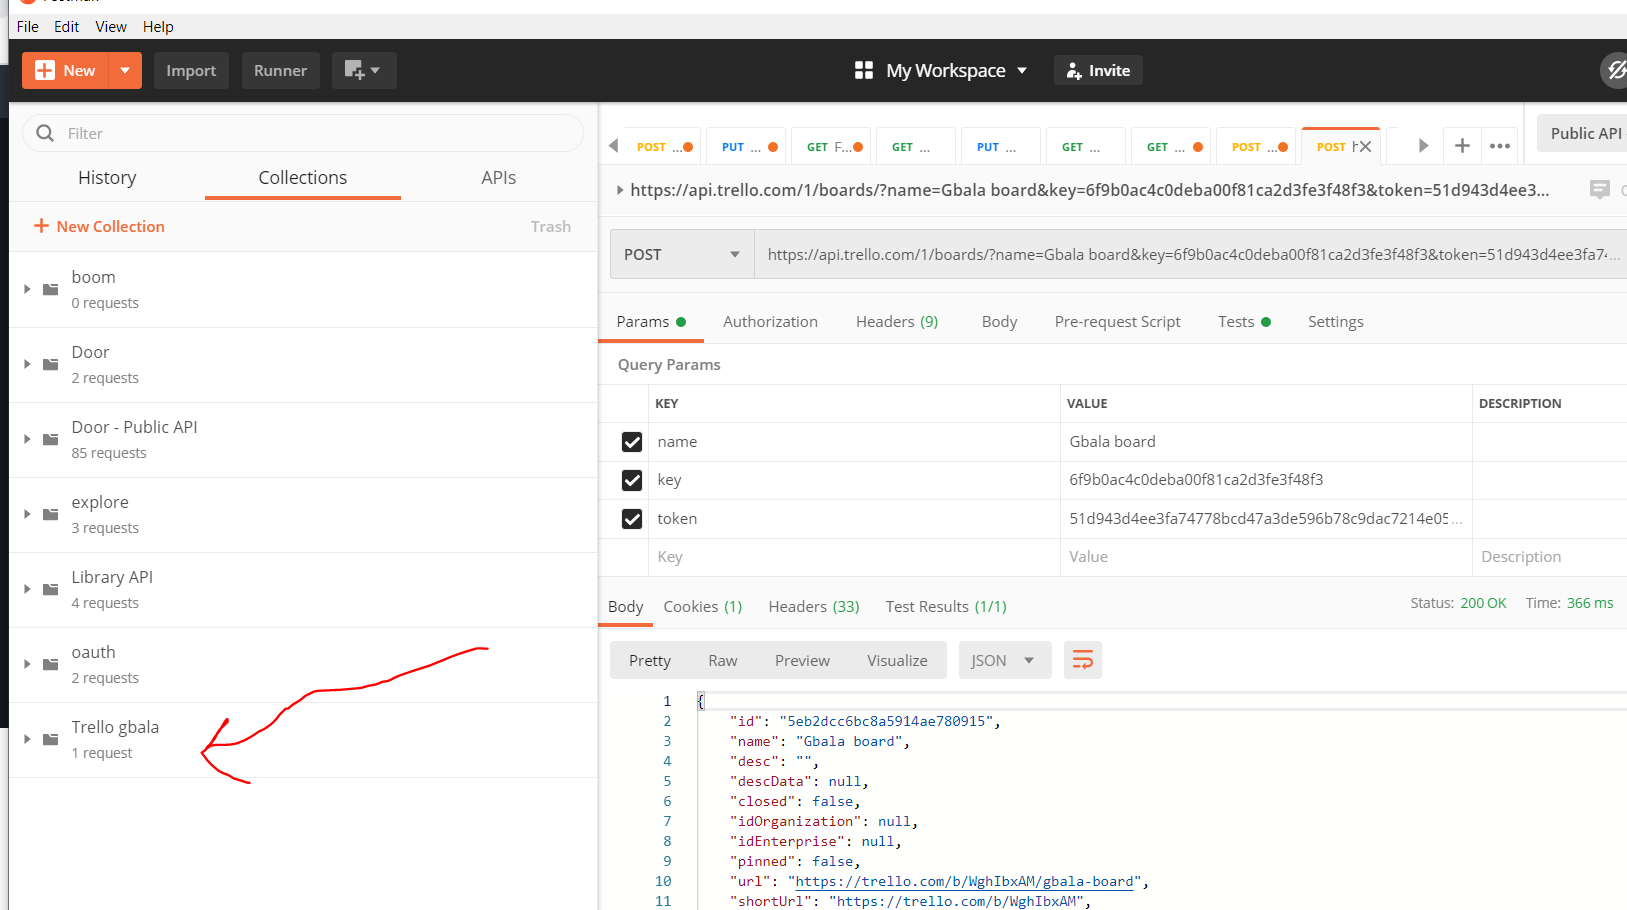 File Edit View Help
New Import Runner My Workspace Invite
Filter
History Collections APIs
New Collection Trash
boom
0 requests
Door
2 requests
Door - Public API
85 requests
explore
3 requests
Library API
4 requests
oauth
2 requests
Trello gbala
1 request
POST ... PUT ... GET F... GET ... PUT ... GET ... GET ... POST ... POST Public API
https://api.trello.com/1/boards/?name=Gbala board&key=6f9b0ac4c0deba00f81ca2d3fe3f48f3&token=51d943d4ee3...
POST https://api.trello.com/1/boards/?name=Gbala board&key=6f9b0ac4c0deba00f81ca2d3fe3f48f3&token=51d943d4ee3fa74...
Params Authorization Headers (9) Body Pre-request Script Tests Settings
Query Params
KEY VALUE DESCRIPTION
name Gbala board
key 6f9b0ac4c0deba00f81ca2d3fe3f48f3
token 51d943d4ee3fa74778bcd47a3de596b78c9dac7214e05...
Key Value Description
Body Cookies (1) Headers (33) Test Results (1/1) Status: 200 OK Time: 366 ms
Pretty Raw Preview Visualize JSON
1 {
2 "id": "5eb2dcc6bc8a5914ae780915",
3 "name": "Gbala board",
4 "desc": "",
5 "descData": null,
6 "closed": false,
7 "idOrganization": null,
8 "idEnterprise": null,
9 "pinned": false,
10 "url": "https://trello.com/b/WghIbxAM/gbala-board",
11 "shortUrl": "https://trello.com/b/WghIbxAM",